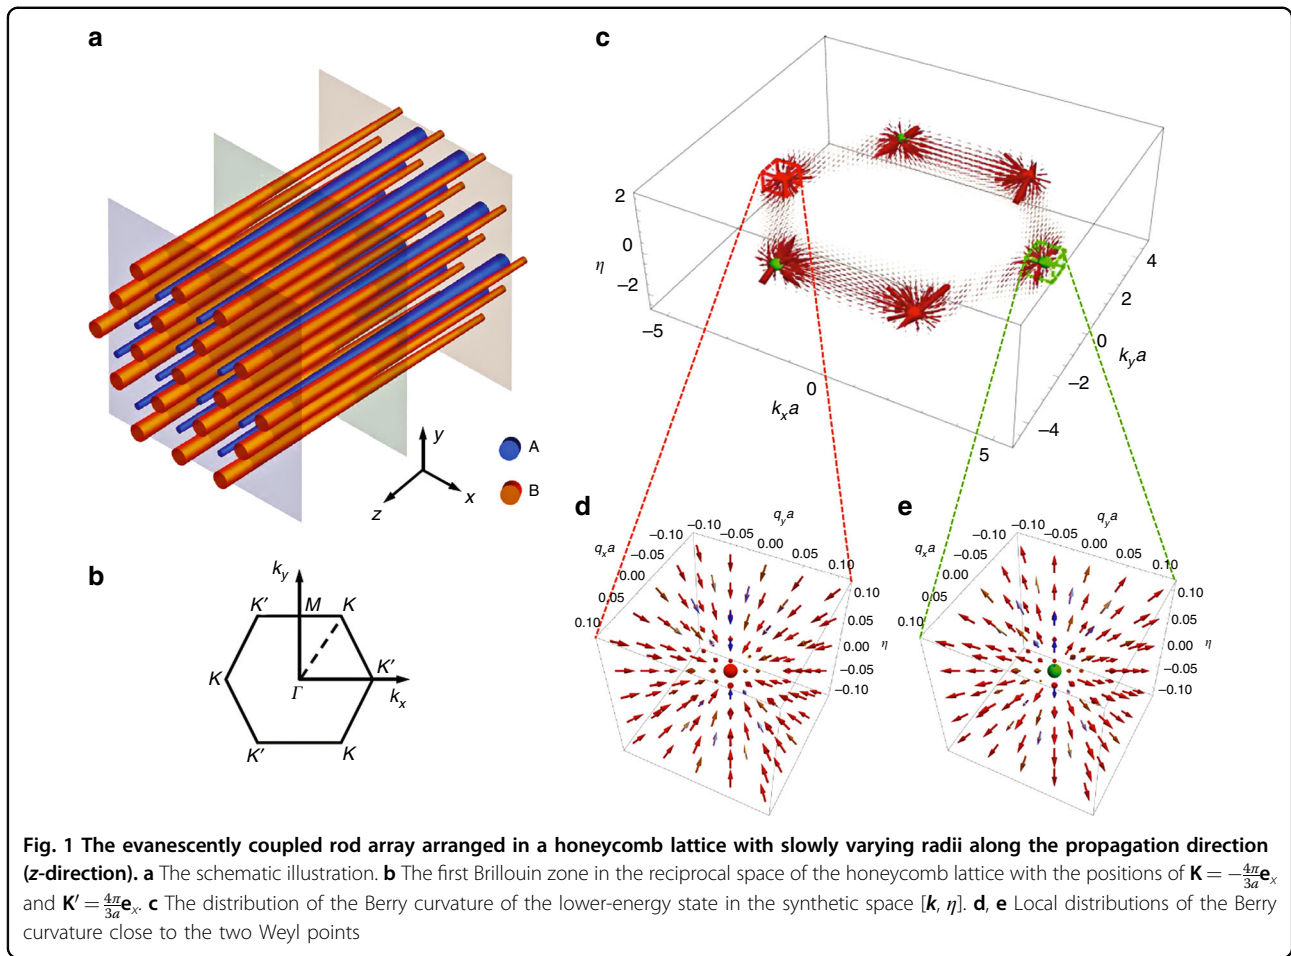 a
A
B
y
x
z
b
k_y
K′
M
K
K
Γ
K′
k_x
K′
K
c
2
0
η
−2
−5
0
k_xa
5
4
2
0
k_ya
−2
−4
d
q_ya
−0.10
−0.10
−0.05
0.00
0.05
0.10
q_xa
−0.05
0.00
0.05
0.10
0.10
0.05
0.00
η
−0.05
−0.10
e
q_ya
−0.10
−0.10
−0.05
0.00
0.05
0.10
q_xa
−0.05
0.00
0.05
0.10
0.10
0.05
0.00
η
−0.05
−0.10
Fig. 1 The evanescently coupled rod array arranged in a honeycomb lattice with slowly varying radii along the propagation direction
(z-direction). a The schematic illustration. b The first Brillouin zone in the reciprocal space of the honeycomb lattice with the positions of K = −4π/3a e_x
and K′ = 4π/3a e_x. c The distribution of the Berry curvature of the lower-energy state in the synthetic space [k, η]. d, e Local distributions of the Berry
curvature close to the two Weyl points